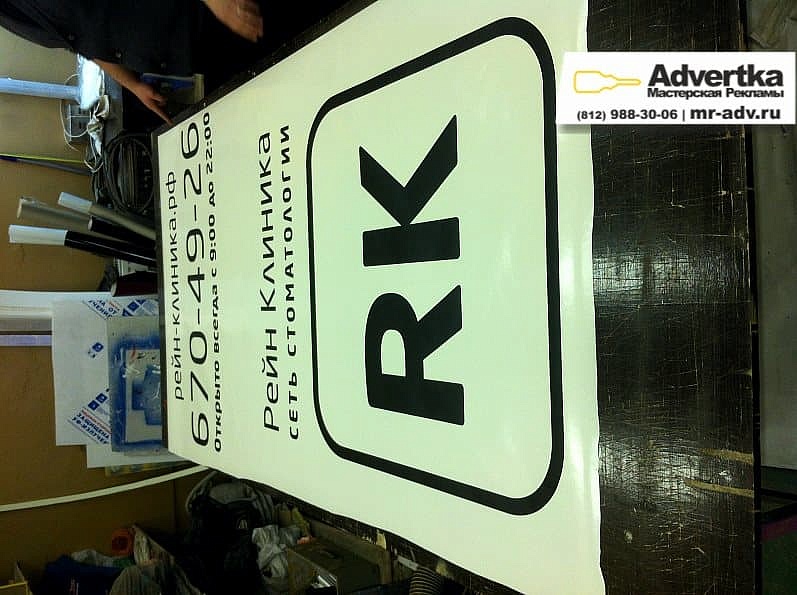 RK
Рейн Клиника
СЕТЬ СТОМАТОЛОГИИ
рейн-клиника.рф
670-49-26
Открыто всегда с 9:00 до 22:00
Advertka
Мастерская Рекламы
(812) 988-30-06 | mr-adv.ru